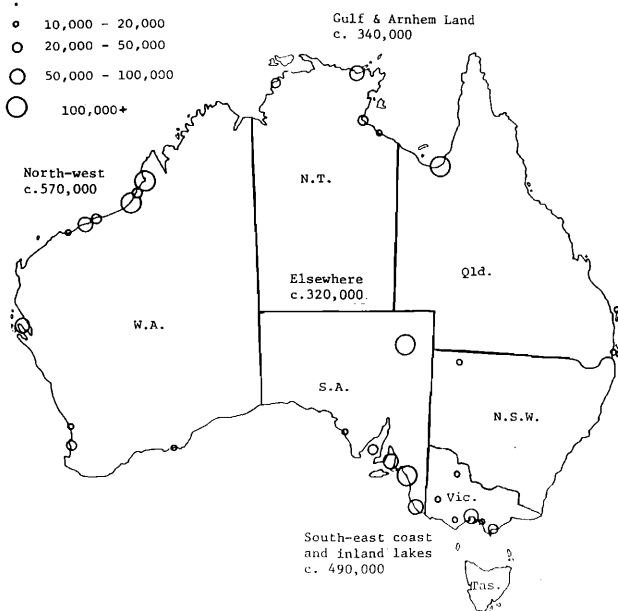 10,000 - 20,000
20,000 - 50,000
50,000 - 100,000
100,000+
Gulf & Arnhem Land
c. 340,000
North-west
c.570,000
N.T.
Elsewhere
c.320,000
Qld.
W.A.
S.A.
N.S.W.
Vic.
South-east coast
and inland lakes
c. 490,000
Tas.